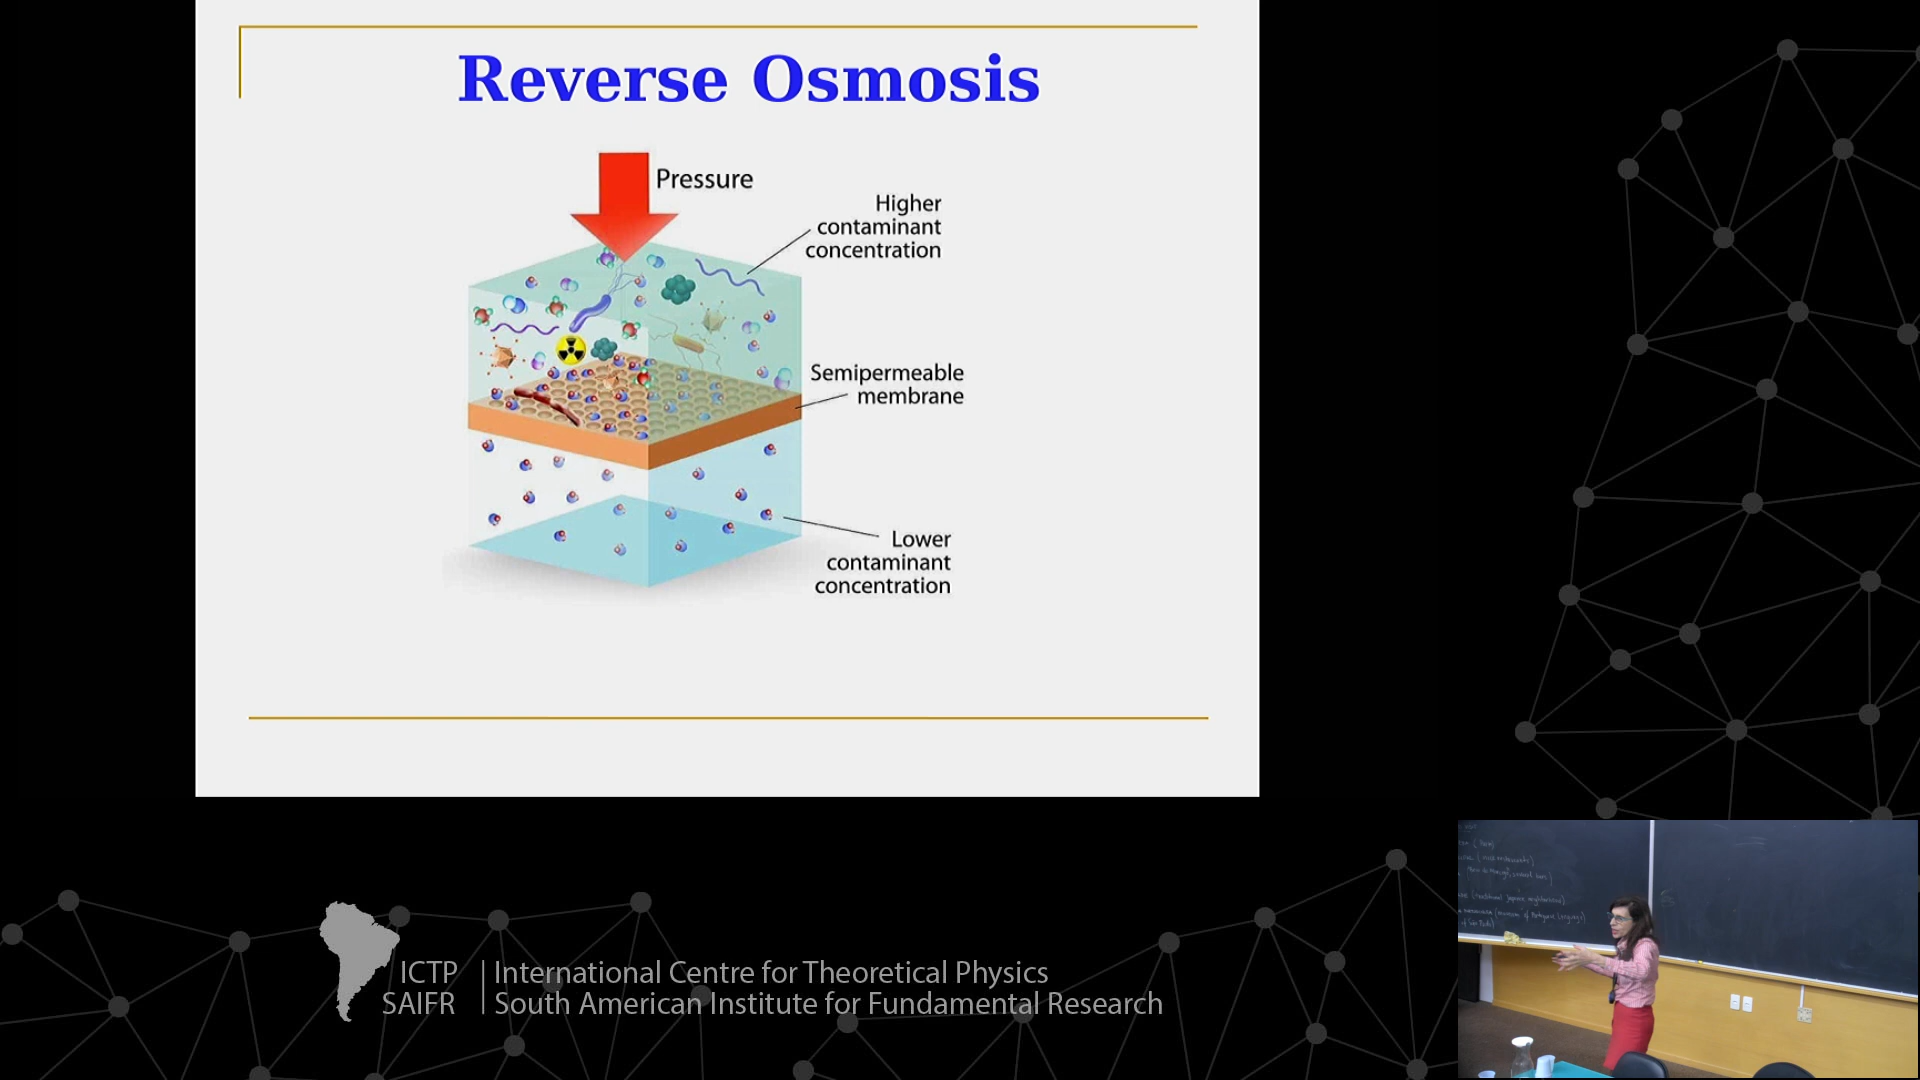 Reverse Osmosis
Pressure
Higher
contaminant
concentration
Semipermeable
membrane
Lower
contaminant
concentration
ICTP
SAIFR
International Centre for Theoretical Physics
South American Institute for Fundamental Research